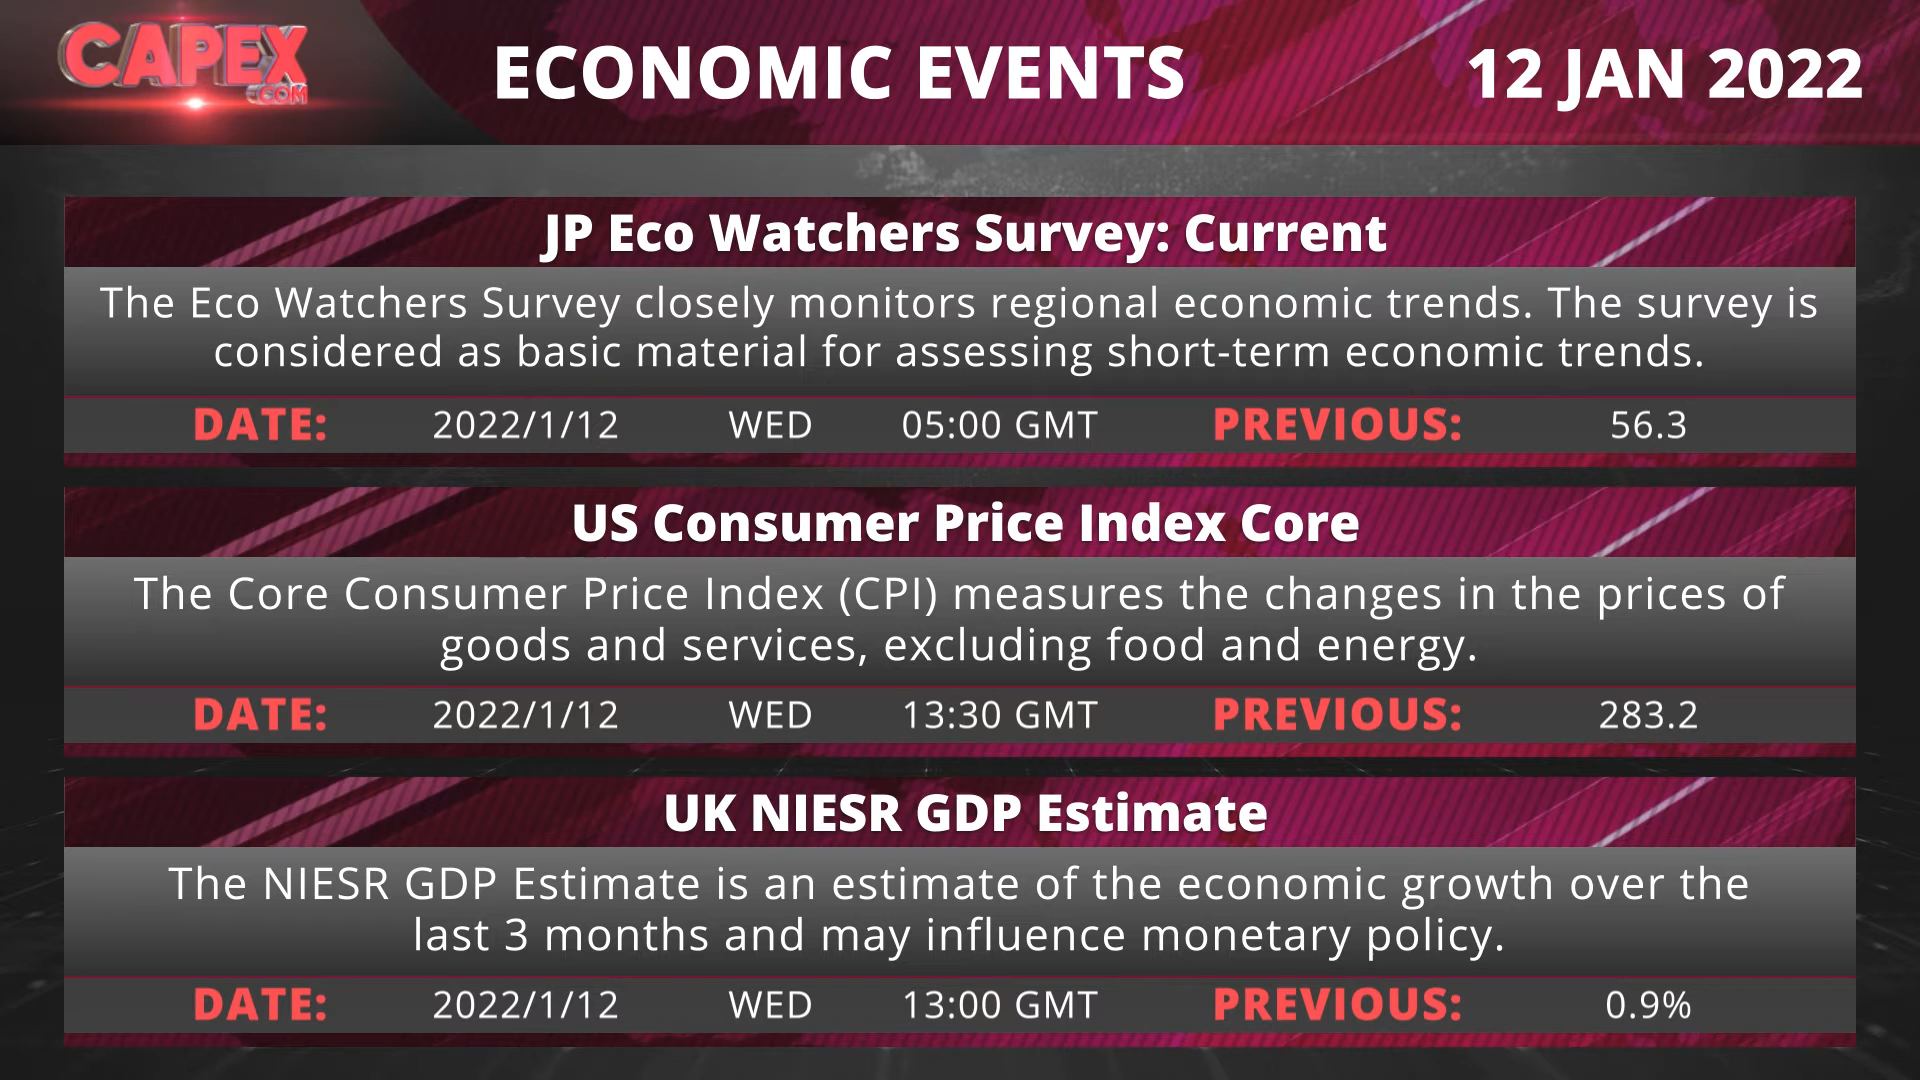 CAPEX
.COM
ECONOMIC EVENTS
12 JAN 2022
JP Eco Watchers Survey: Current
The Eco Watchers Survey closely monitors regional economic trends. The survey is
considered as basic material for assessing short-term economic trends.
DATE: 2022/1/12 WED 05:00 GMT PREVIOUS: 56.3
US Consumer Price Index Core
The Core Consumer Price Index (CPI) measures the changes in the prices of
goods and services, excluding food and energy.
DATE: 2022/1/12 WED 13:30 GMT PREVIOUS: 283.2
UK NIESR GDP Estimate
The NIESR GDP Estimate is an estimate of the economic growth over the
last 3 months and may influence monetary policy.
DATE: 2022/1/12 WED 13:00 GMT PREVIOUS: 0.9%